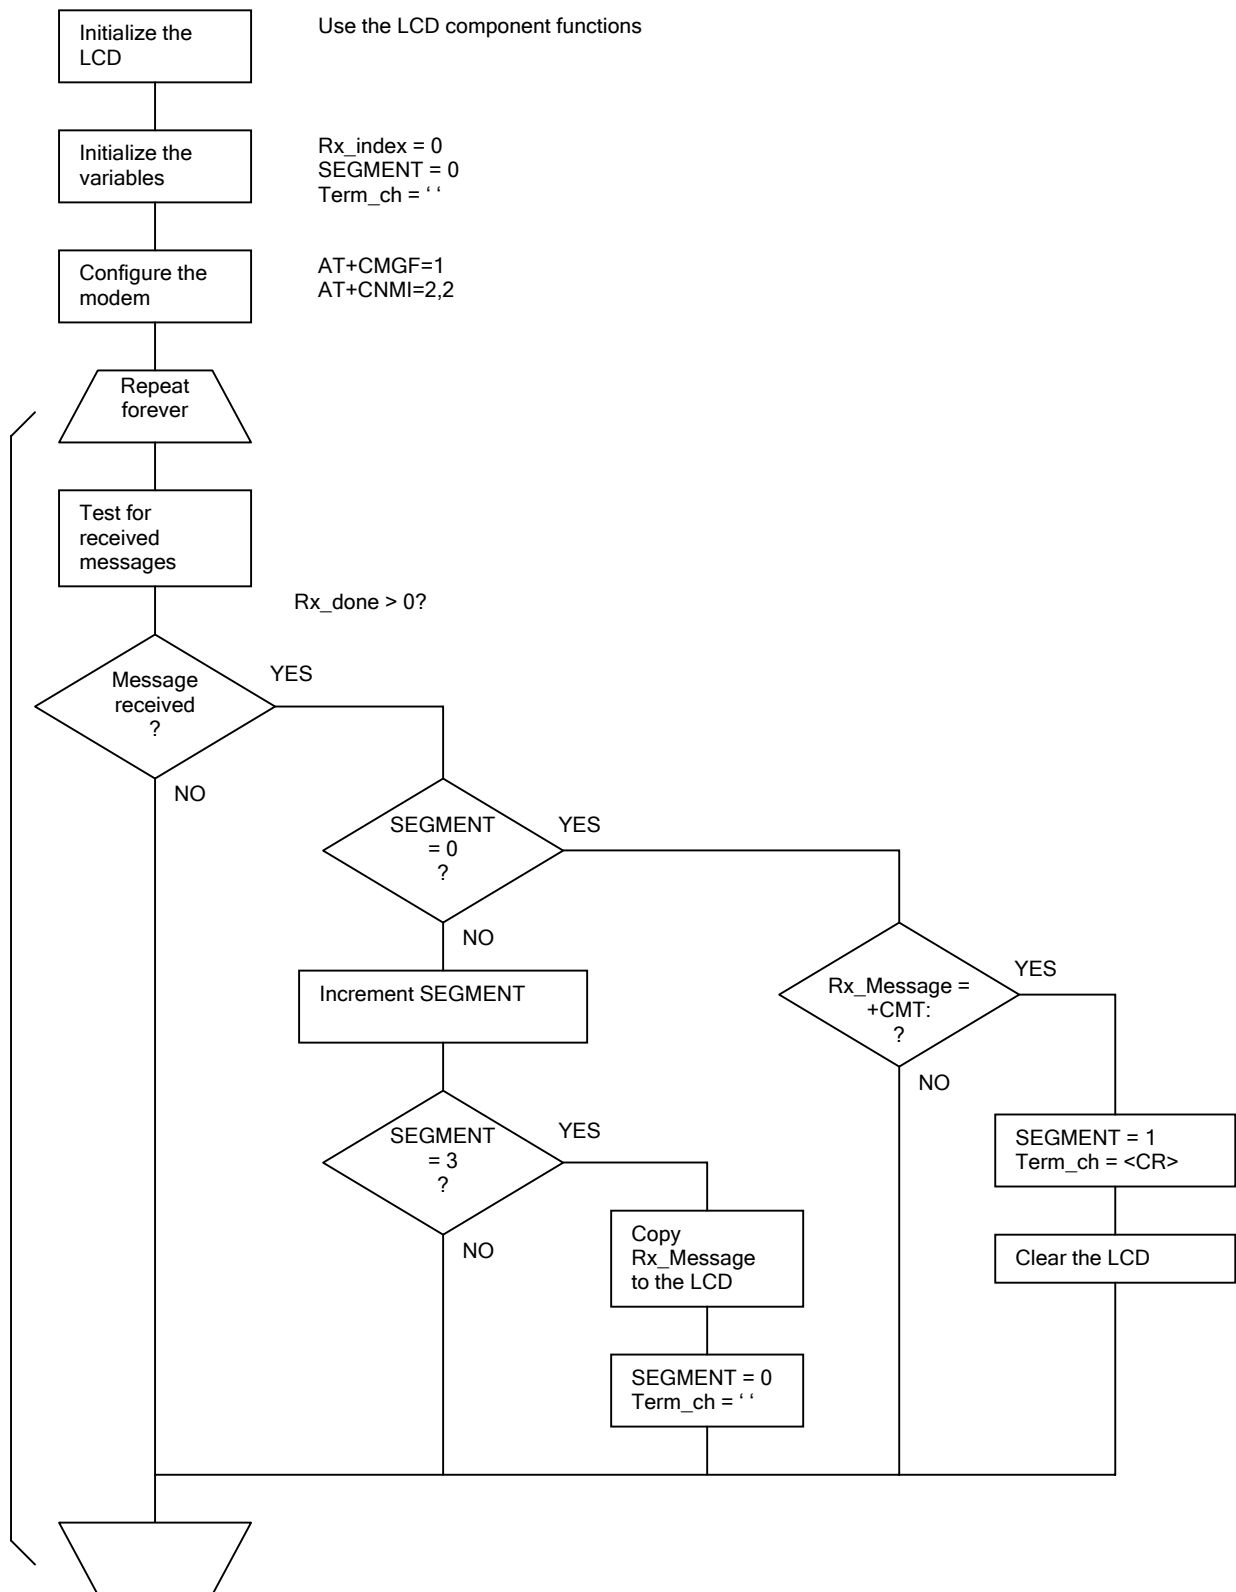 Initialize the
LCD
Use the LCD component functions
Initialize the
variables
Rx_index = 0
SEGMENT = 0
Term_ch = ‘ ‘
Configure the
modem
AT+CMGF=1
AT+CNMI=2,2
Repeat
forever
Test for
received
messages
Rx_done > 0?
Message
received
?
YES
NO
SEGMENT
= 0
?
YES
NO
Rx_Message =
+CMT:
?
YES
NO
Increment SEGMENT
SEGMENT
= 3
?
YES
NO
SEGMENT = 1
Term_ch = <CR>
Copy
Rx_Message
to the LCD
Clear the LCD
SEGMENT = 0
Term_ch = ‘ ‘